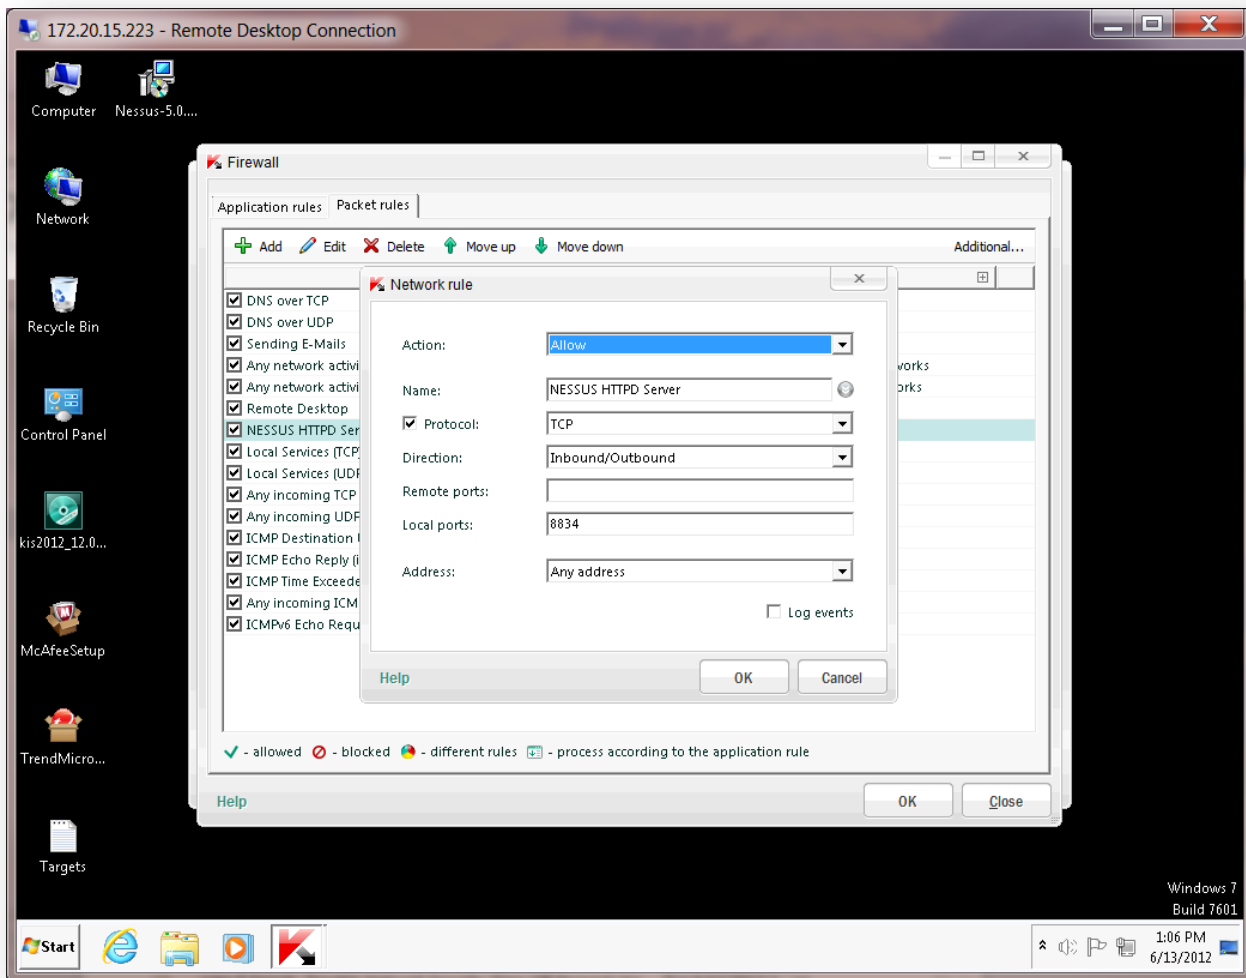 172.20.15.223 - Remote Desktop Connection
Computer
Nessus-5.0....
Network
Recycle Bin
Control Panel
kis2012_12.0...
McAfeeSetup
TrendMicro...
Targets
Firewall
Application rules Packet rules
Add Edit Delete Move up Move down Additional...
DNS over TCP
DNS over UDP
Sending E-Mails
Any network activi
works
Any network activi
orks
Remote Desktop
NESSUS HTTPD Ser
Local Services (TCP)
Local Services (UDP
Any incoming TCP
Any incoming UDP
ICMP Destination
ICMP Echo Reply (i
ICMP Time Exceede
Any incoming ICM
ICMPv6 Echo Requ
Network rule
Action: Allow
Name: NESSUS HTTPD Server
Protocol: TCP
Direction: Inbound/Outbound
Remote ports:
Local ports: 8834
Address: Any address
Log events
Help OK Cancel
- allowed - blocked - different rules - process according to the application rule
Help OK Close
Windows 7
Build 7601
Start
1:06 PM
6/13/2012